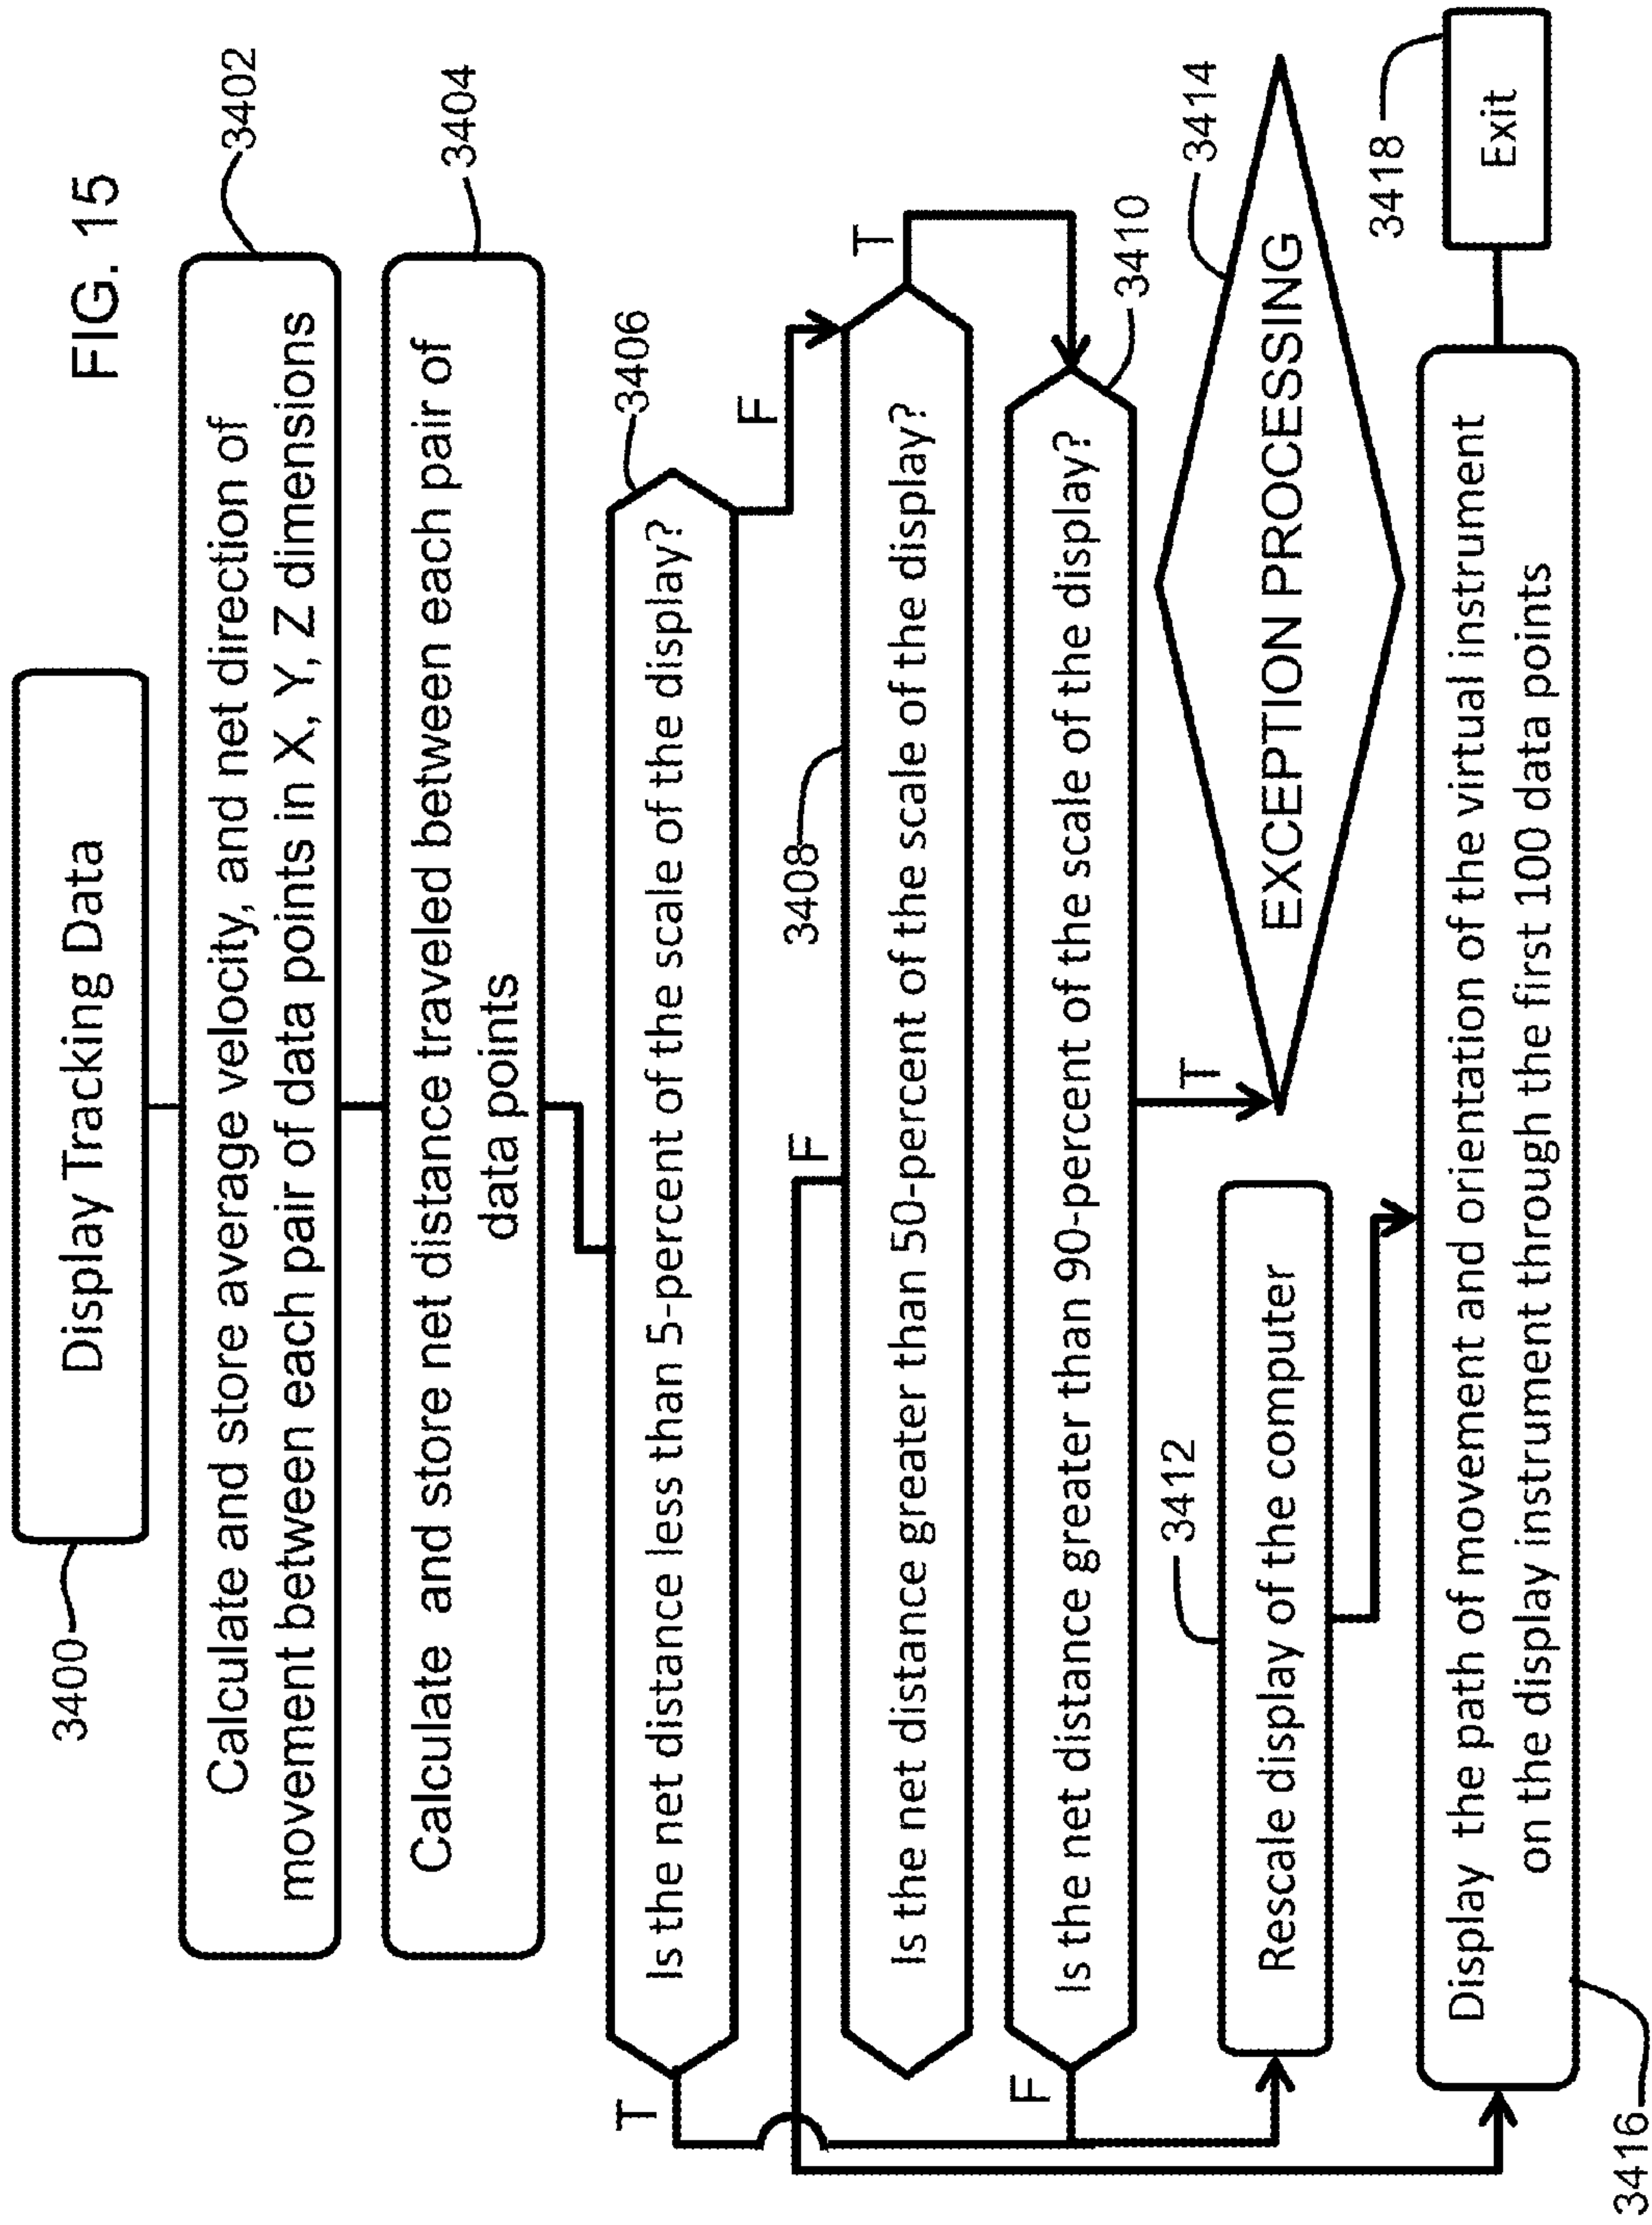 FIG. 15
Display Tracking Data
3400
Calculate and store average velocity, and net direction of
movement between each pair of data points in X, Y, Z dimensions
3402
Calculate and store net distance traveled between each pair of
data points
3404
Is the net distance less than 5-percent of the scale of the display?
3406
T
F
3408
F
Is the net distance greater than 50-percent of the scale of the display?
T
Is the net distance greater than 90-percent of the scale of the display?
3410
F
T
3412
Rescale display of the computer
EXCEPTION PROCESSING
3414
Display the path of movement and orientation of the virtual instrument
on the display instrument through the first 100 data points
3416
3418
Exit